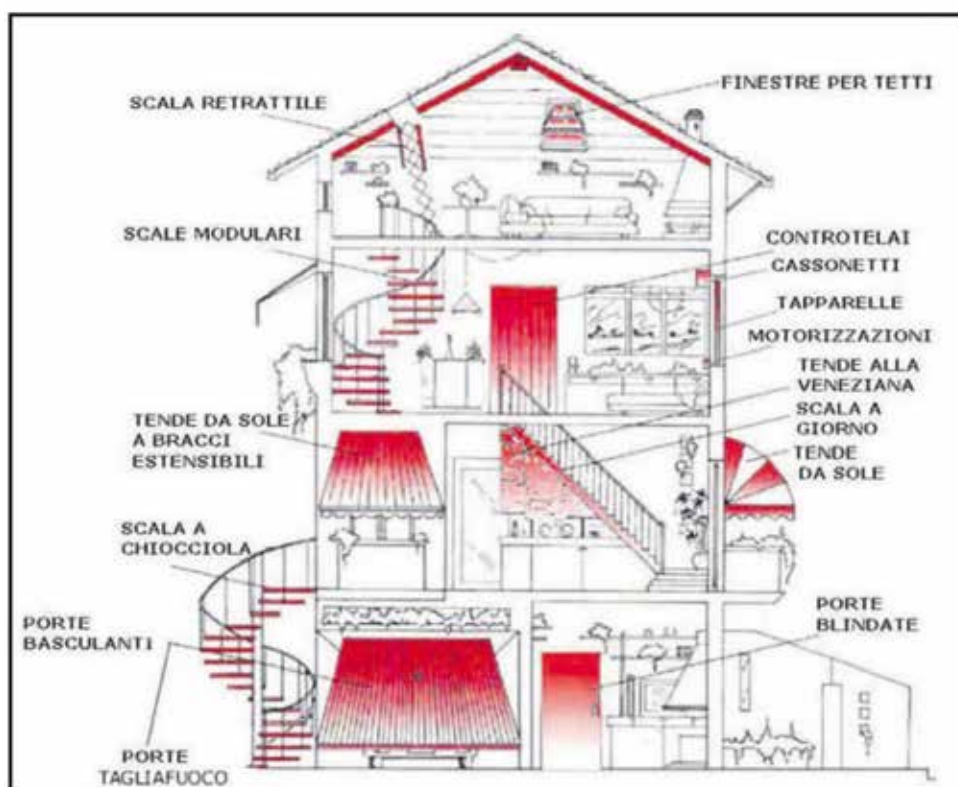 SCALA RETRATTILE
FINESTRE PER TETTI
SCALE MODULARI
CONTROTELAI
CASSONETTI
TAPPARELLE
MOTORIZZAZIONI
TENDE ALLA
VENEZIANA
SCALA A
GIORNO
TENDE DA SOLE
A BRACCI
ESTENSIBILI
TENDE
DA SOLE
SCALA A
CHIOCCIOLA
PORTE
BASCULANTI
PORTE
BLINDATE
PORTE
TAGLIAFUOCO